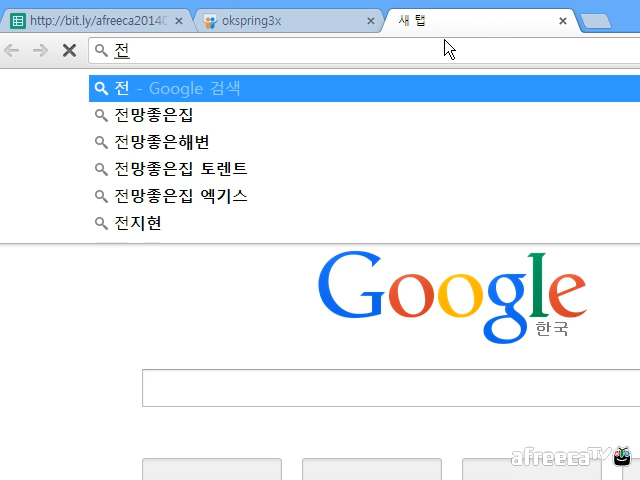 http://bit.ly/afreeca2014
okspring3x
새 탭
전
전 - Google 검색
전망좋은집
전망좋은해변
전망좋은집 토렌트
전망좋은집 엑기스
전지현
Google
한국
afreecaTV